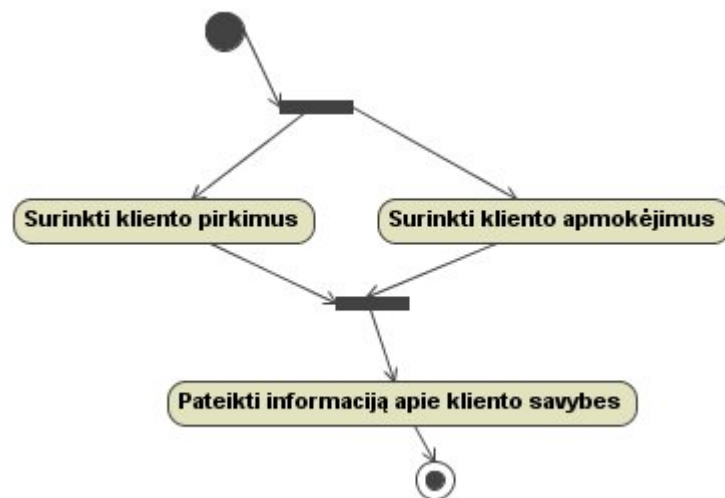 Surinkti kliento pirkimus
Surinkti kliento apmokėjimus
Pateikti informaciją apie kliento savybes